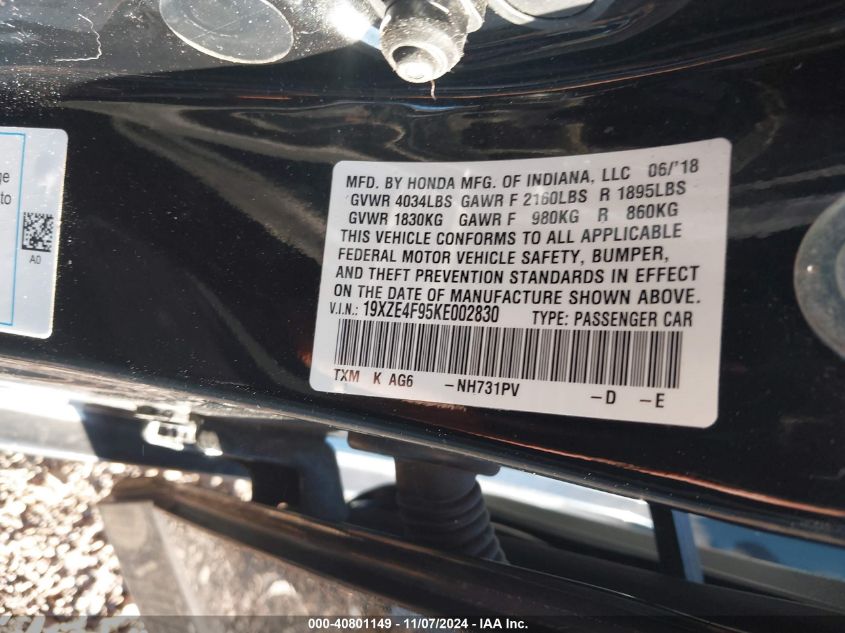 ge
to
A0
MFD. BY HONDA MFG. OF INDIANA, LLC 06/'18
GVWR 4034LBS GAWR F 2160LBS R 1895LBS
GVWR 1830KG GAWR F 980KG R 860KG
THIS VEHICLE CONFORMS TO ALL APPLICABLE
FEDERAL MOTOR VEHICLE SAFETY, BUMPER,
AND THEFT PREVENTION STANDARDS IN EFFECT
ON THE DATE OF MANUFACTURE SHOWN ABOVE.
V.I.N.: 19XZE4F95KE002830 TYPE: PASSENGER CAR
TXM K AG6 -NH731PV -D -E
000-40801149 - 11/07/2024 - IAA Inc.